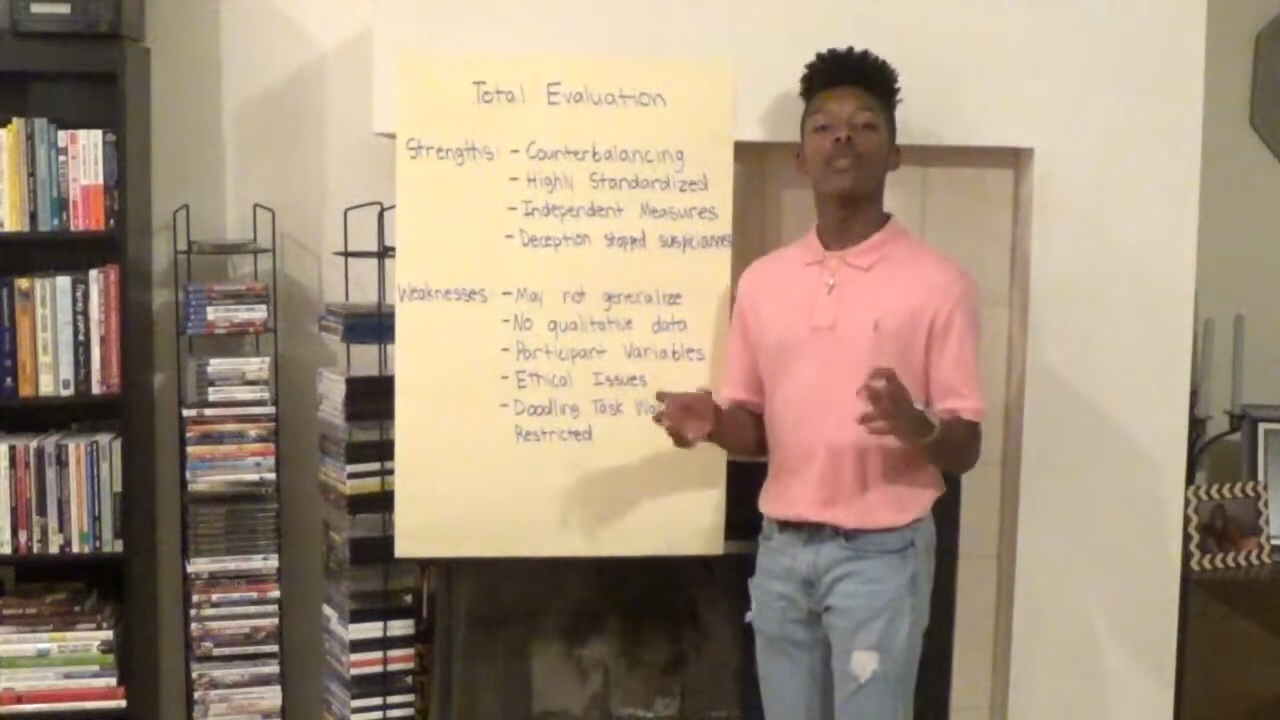 Total Evaluation
Strengths: - Counterbalancing
- Highly Standardized
- Independent Measures
- Deception stopped
Weaknesses: - May not generalize
- No qualitative data
- Participant Variables
- Ethical Issues
- Doodling Task
Restricted